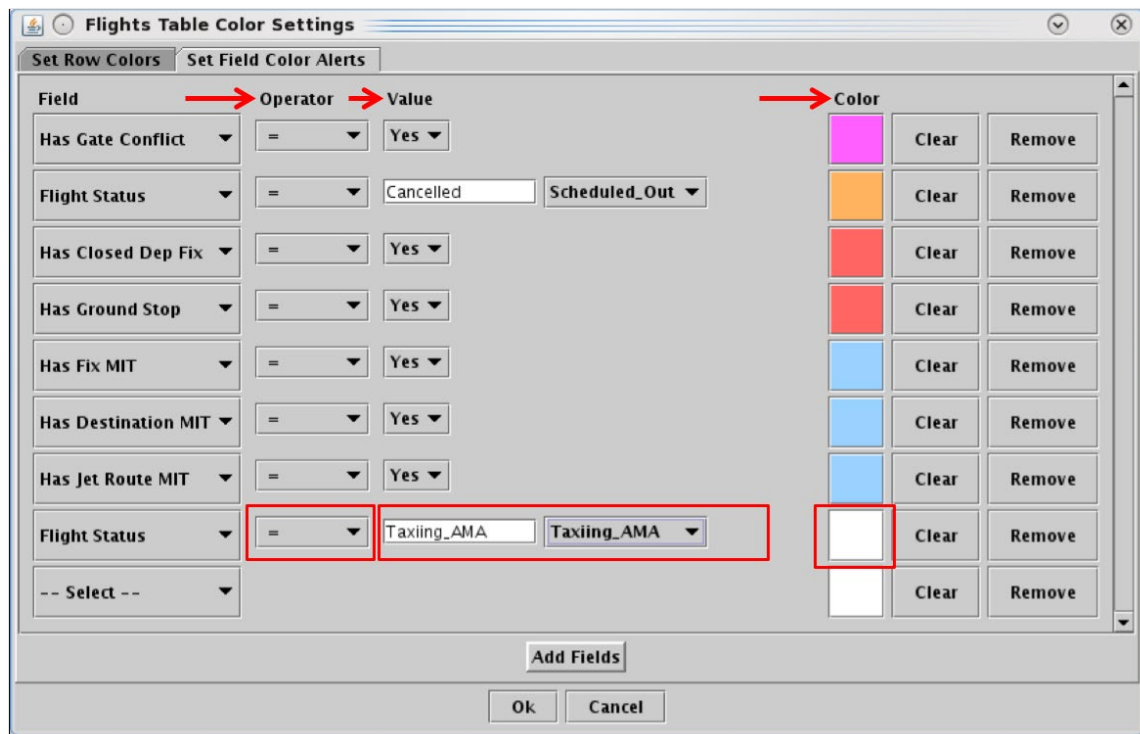 Flights Table Color Settings
Set Row Colors Set Field Color Alerts
Field Operator Value Color
Has Gate Conflict = Yes Clear Remove
Flight Status = Cancelled Scheduled_Out Clear Remove
Has Closed Dep Fix = Yes Clear Remove
Has Ground Stop = Yes Clear Remove
Has Fix MIT = Yes Clear Remove
Has Destination MIT = Yes Clear Remove
Has Jet Route MIT = Yes Clear Remove
Flight Status = Taxiing_AMA Taxiing_AMA Clear Remove
-- Select -- Clear Remove
Add Fields
Ok Cancel